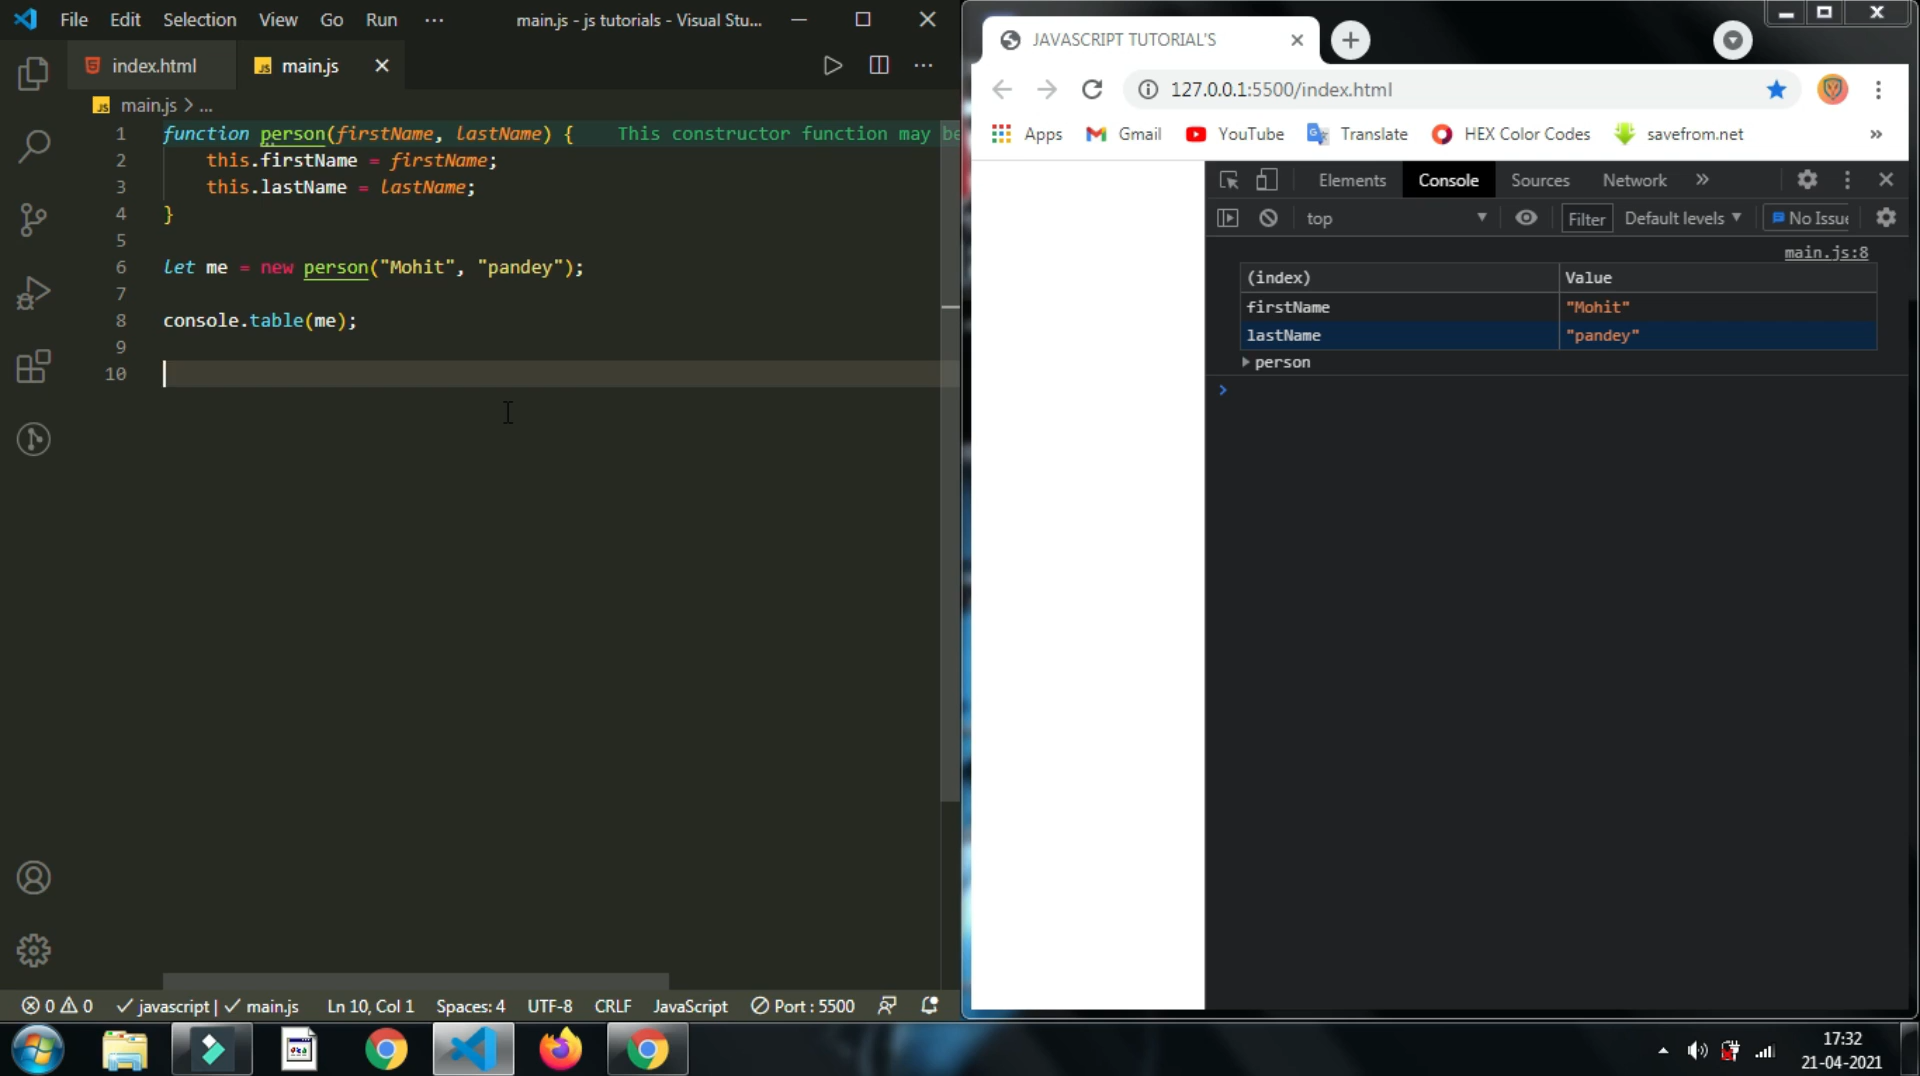 File Edit Selection View Go Run ··· main.js - js tutorials - Visual Stu...
index.html main.js
main.js > ...
1 function person(firstName, lastName) { This constructor function may be
2 this.firstName = firstName;
3 this.lastName = lastName;
4 }
5
6 let me = new person("Mohit", "pandey");
7
8 console.table(me);
9
10
0 0 javascript | main.js Ln 10, Col 1 Spaces: 4 UTF-8 CRLF JavaScript Port : 5500
JAVASCRIPT TUTORIAL'S
127.0.0.1:5500/index.html
Apps Gmail YouTube Translate HEX Color Codes savefrom.net »
Elements Console Sources Network »
top Filter Default levels ▼ No Issue
main.js:8
(index) Value
firstName "Mohit"
lastName "pandey"
person
>
17:32
21-04-2021